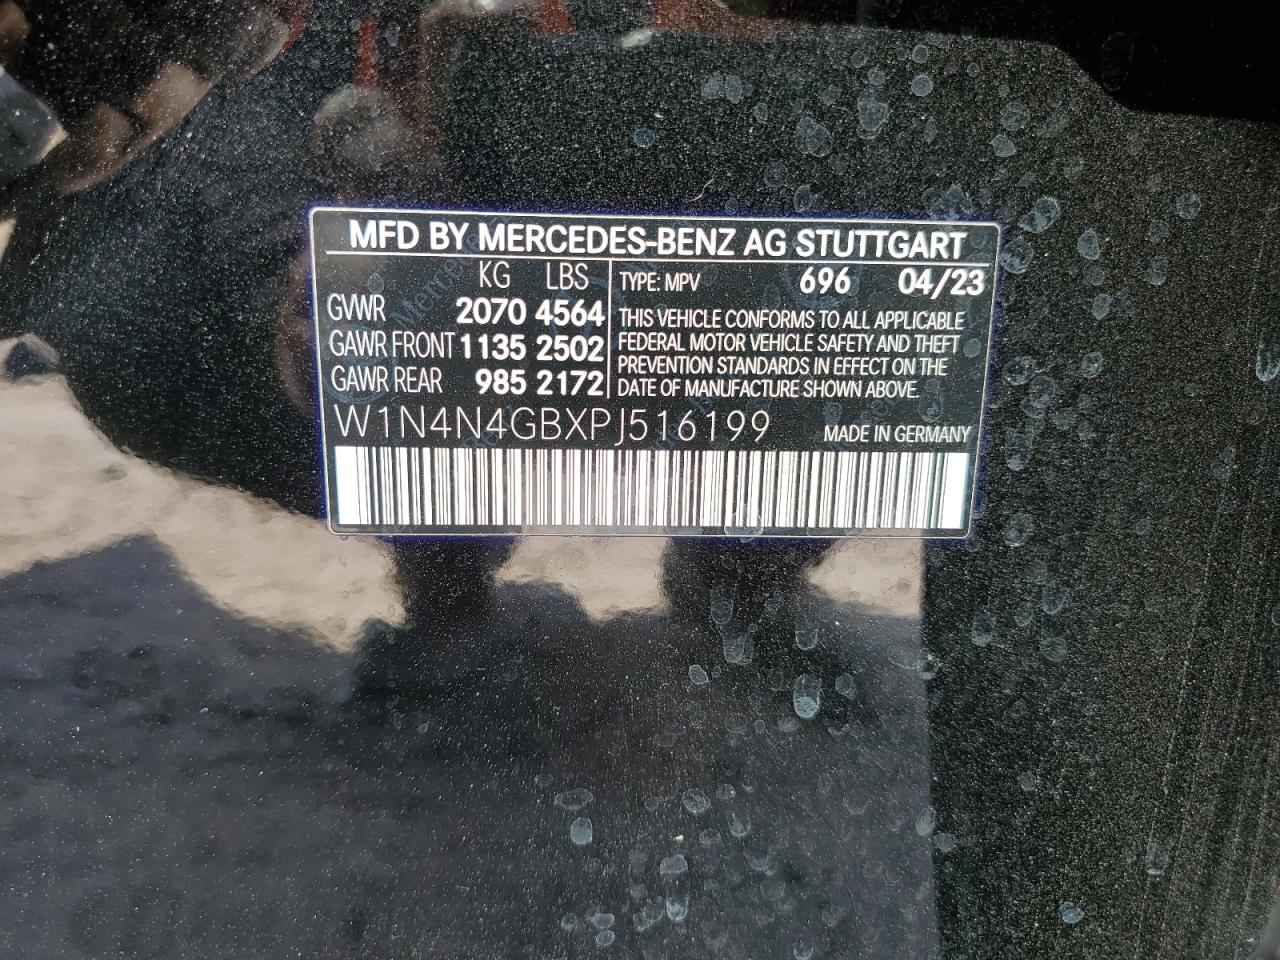 MFD BY MERCEDES-BENZ AG STUTTGART
KG LBS
GVWR 2070 4564
GAWR FRONT 1135 2502
GAWR REAR 985 2172
TYPE: MPV 696 04/23
THIS VEHICLE CONFORMS TO ALL APPLICABLE
FEDERAL MOTOR VEHICLE SAFETY AND THEFT
PREVENTION STANDARDS IN EFFECT ON THE
DATE OF MANUFACTURE SHOWN ABOVE.
W1N4N4GBXPJ516199 MADE IN GERMANY